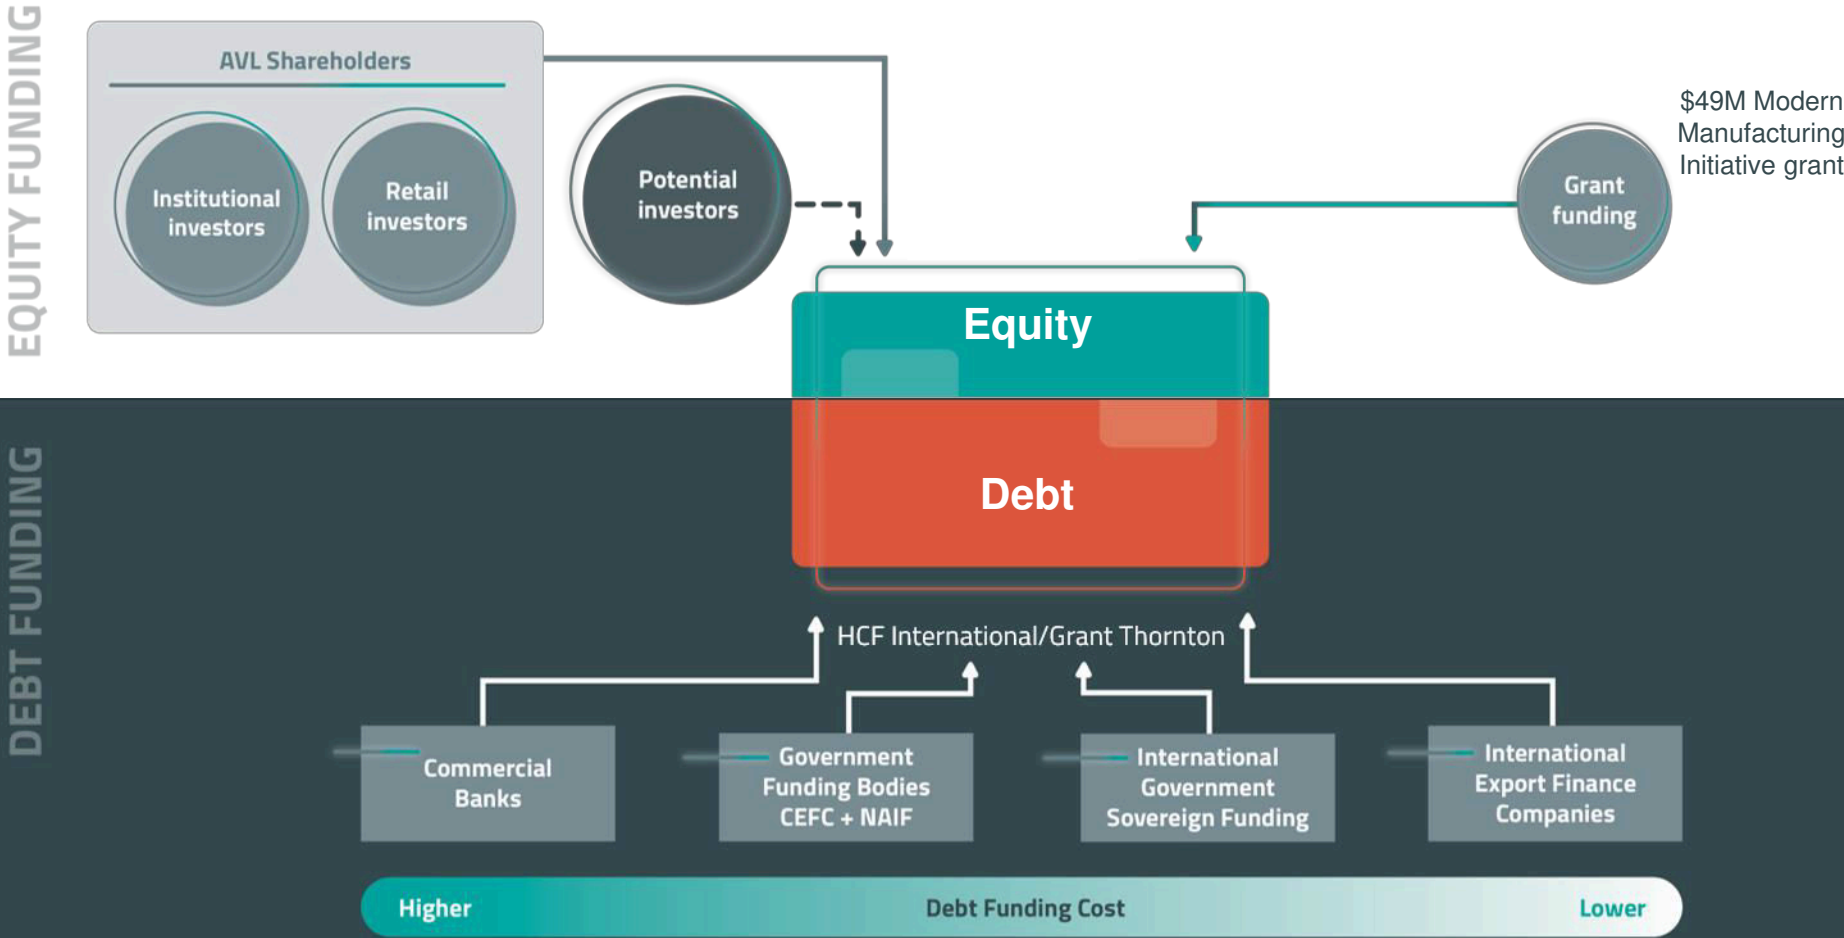 EQUITY FUNDING
AVL Shareholders
Institutional
investors
Retail
investors
Potential
investors
Grant
funding
$49M Modern
Manufacturing
Initiative grant
Equity
DEBT FUNDING
Debt
HCF International/Grant Thornton
Commercial
Banks
Government
Funding Bodies
CEFC + NAIF
International
Government
Sovereign Funding
International
Export Finance
Companies
Higher
Debt Funding Cost
Lower